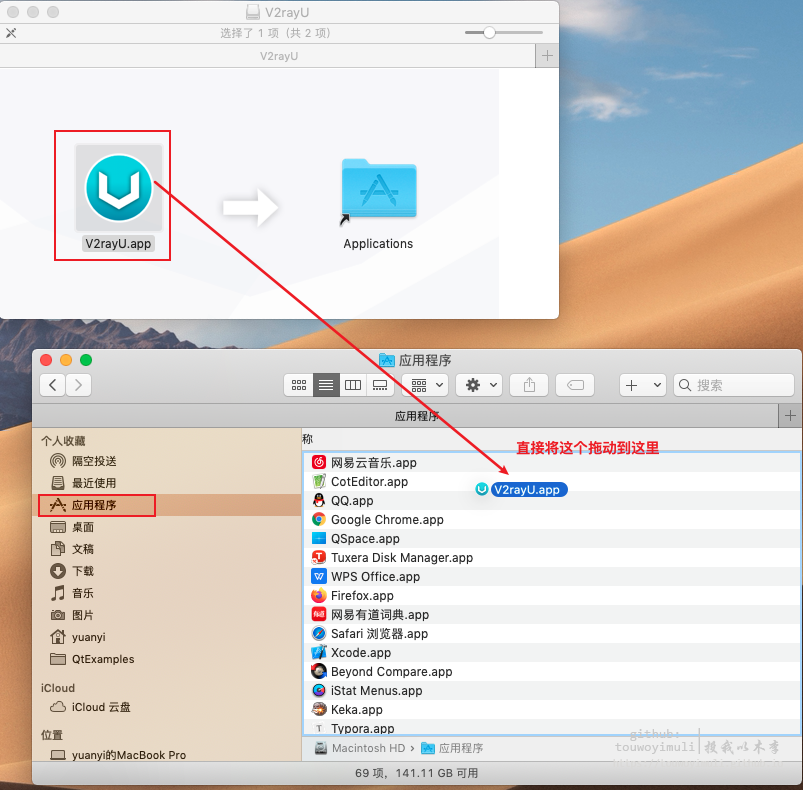 V2rayU
选择了 1 项（共 2 项）
V2rayU
V2rayU.app
Applications
应用程序
搜索
应用程序
个人收藏
隔空投送
最近使用
应用程序
桌面
文稿
下载
音乐
图片
yuanyi
QtExamples
iCloud
iCloud 云盘
位置
yuanyi的MacBook Pro
称
直接将这个拖动到这里
网易云音乐.app
V2rayU.app
CotEditor.app
QQ.app
Google Chrome.app
QSpace.app
Tuxera Disk Manager.app
WPS Office.app
Firefox.app
网易有道词典.app
Safari 浏览器.app
Xcode.app
Beyond Compare.app
iStat Menus.app
Keka.app
Typora.app
Macintosh HD › 应用程序
github:
touwoyimuli
投我以木李
69 项，141.11 GB 可用